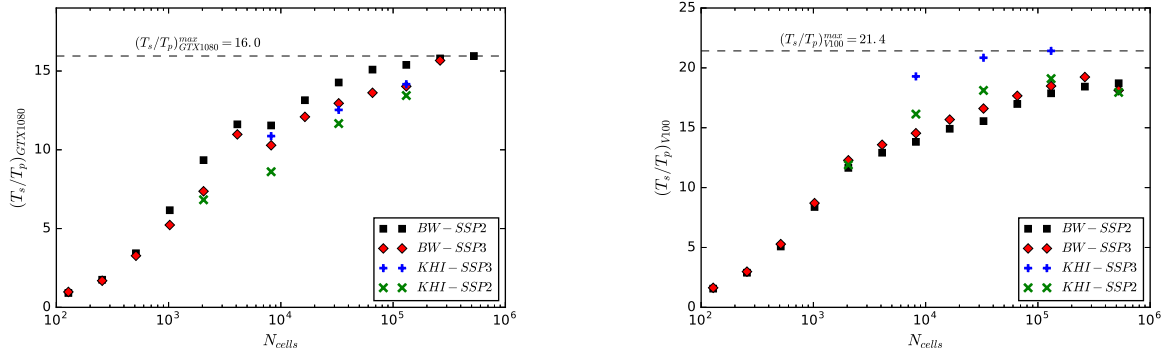 (T_s/T_p)^{max}_{GTX1080} = 16.0
15
10
5
0
(T_s/T_p)_{GTX1080}
BW−SSP2
BW−SSP3
KHI−SSP3
KHI−SSP2
10^2 10^3 10^4 10^5 10^6
N_{cells}
25
(T_s/T_p)^{max}_{V100} = 21.4
20
15
10
5
0
(T_s/T_p)_{V100}
BW−SSP2
BW−SSP3
KHI−SSP3
KHI−SSP2
10^2 10^3 10^4 10^5 10^6
N_{cells}